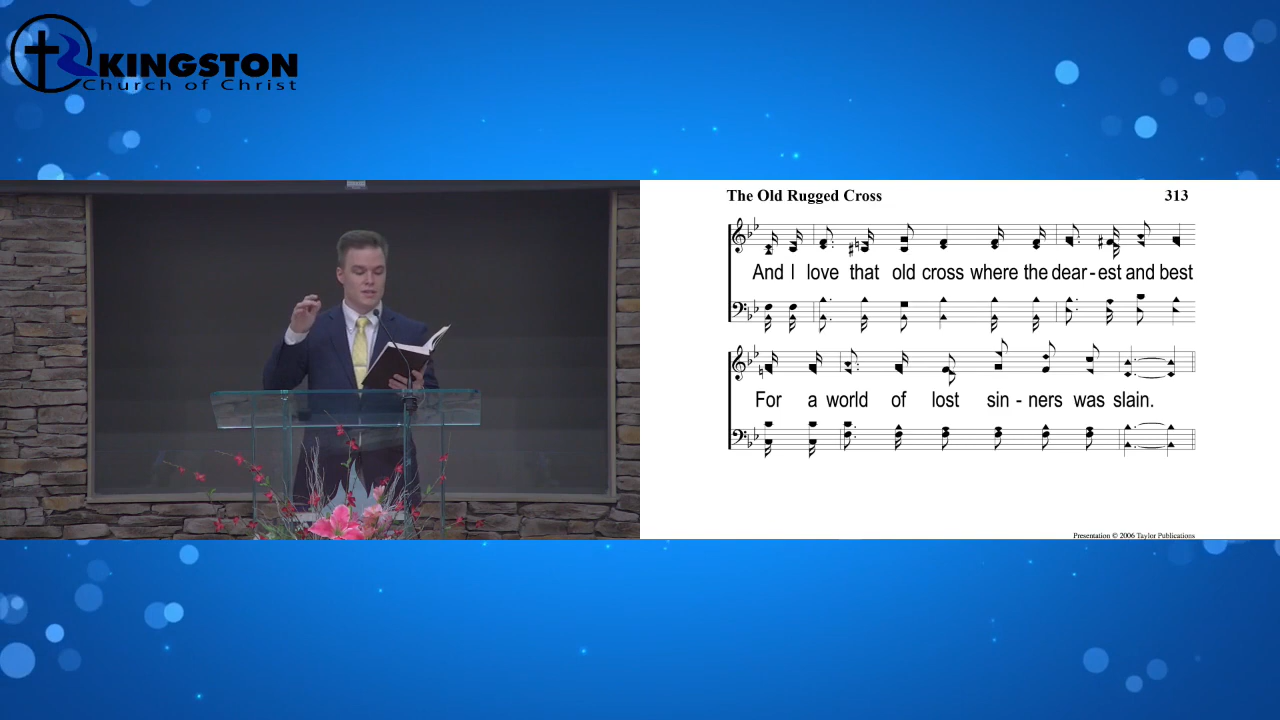 KINGSTON
Church of Christ
The Old Rugged Cross 313
And I love that old cross where the dear-est and best
For a world of lost sin - ners was slain.
Presentation © 2006 Taylor Publications